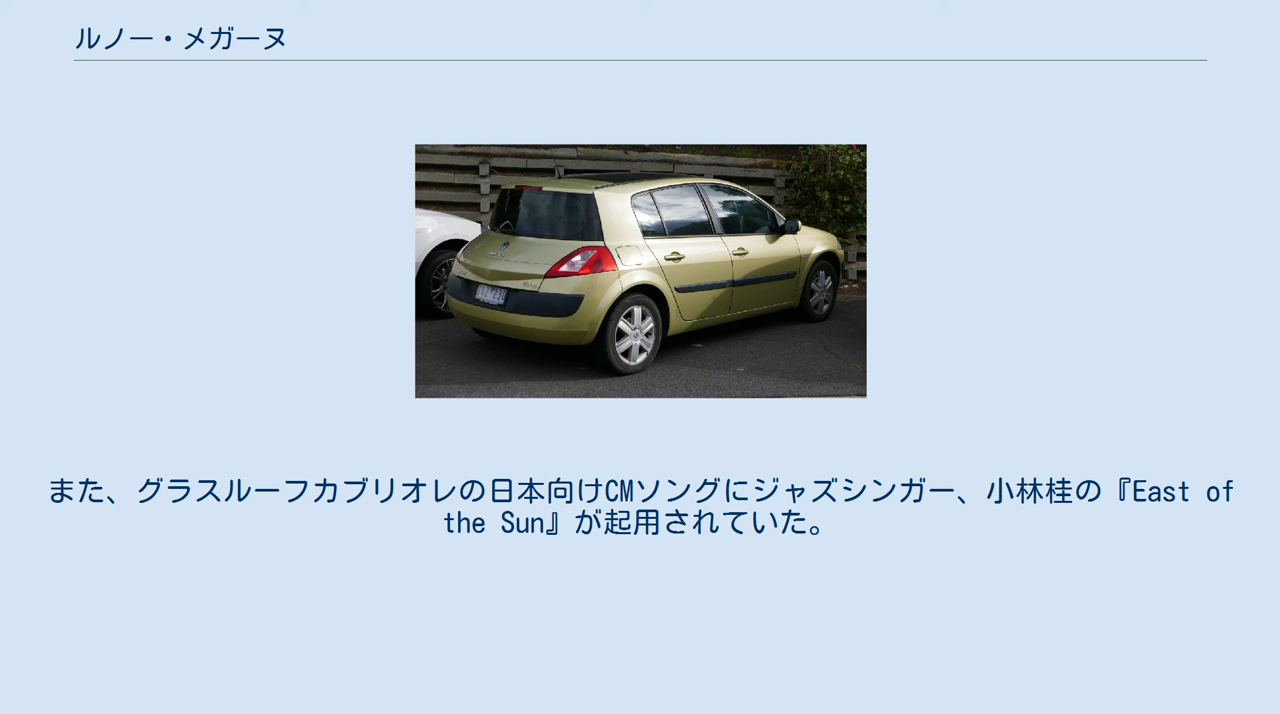 ルノー・メガーヌ
また、グラスルーフカブリオレの日本向けCMソングにジャズシンガー、小林桂の『East of
the Sun』が起用されていた。